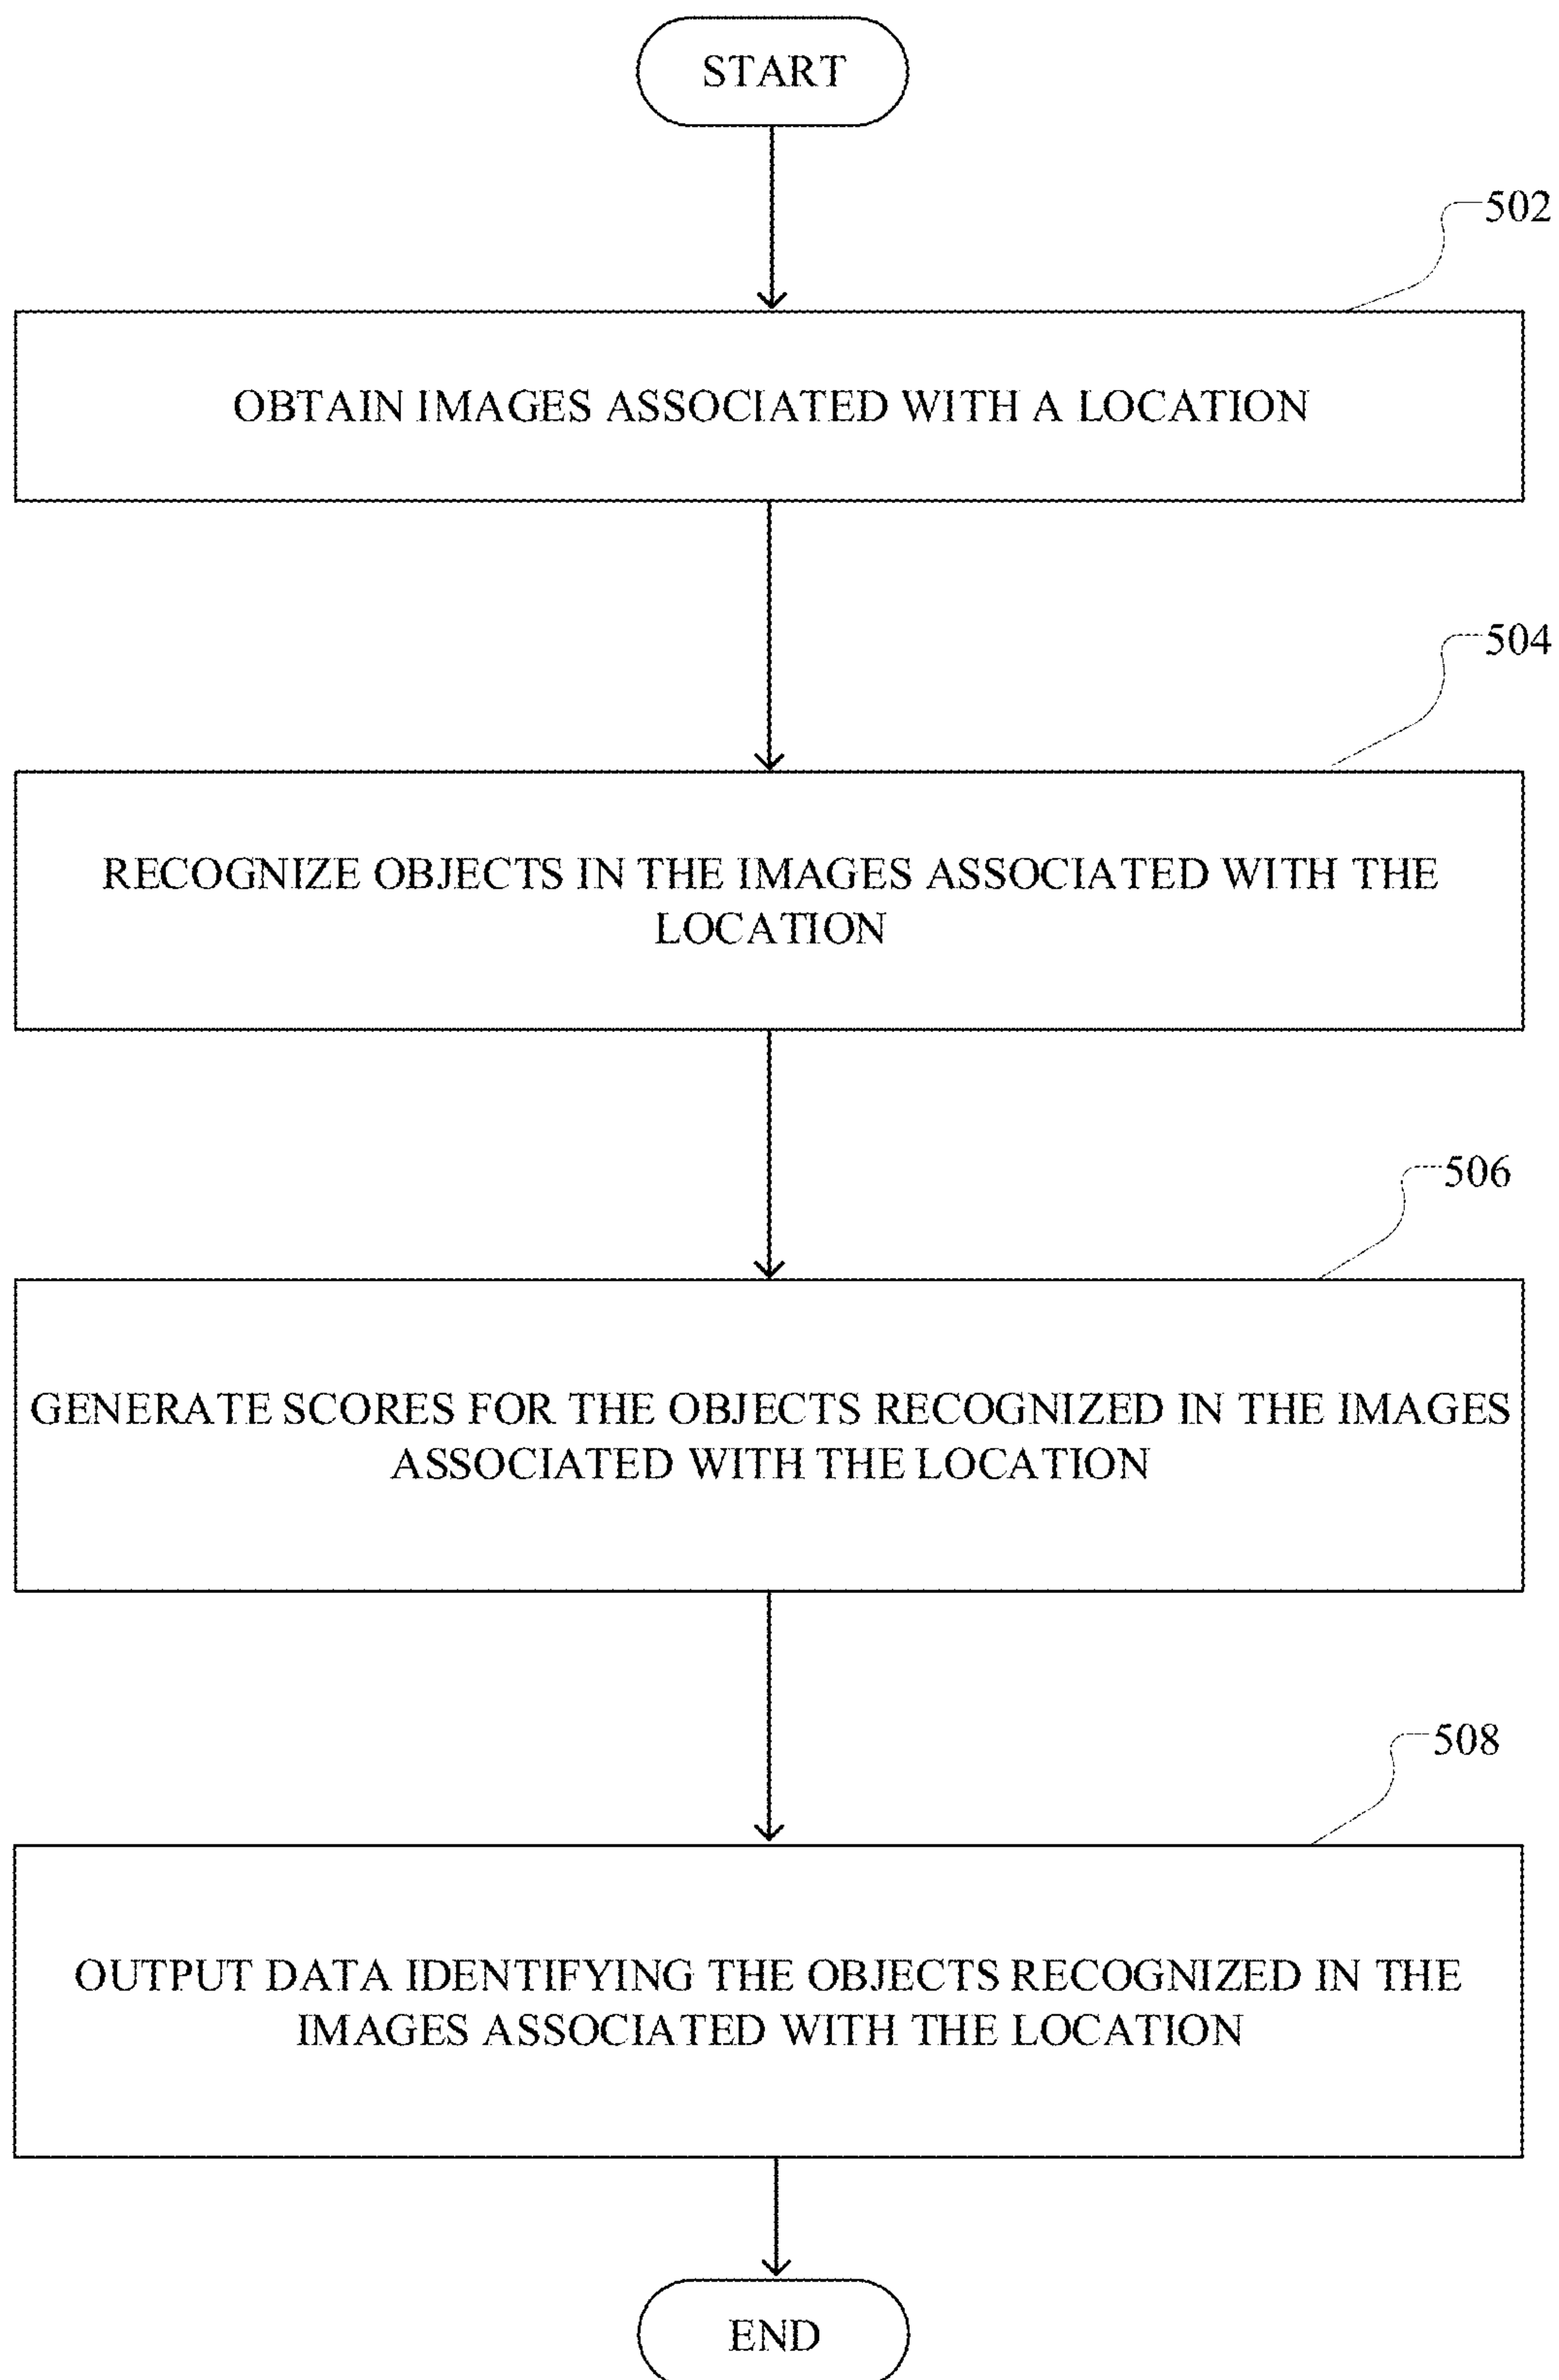 START
502
OBTAIN IMAGES ASSOCIATED WITH A LOCATION
504
RECOGNIZE OBJECTS IN THE IMAGES ASSOCIATED WITH THE
LOCATION
506
GENERATE SCORES FOR THE OBJECTS RECOGNIZED IN THE IMAGES
ASSOCIATED WITH THE LOCATION
508
OUTPUT DATA IDENTIFYING THE OBJECTS RECOGNIZED IN THE
IMAGES ASSOCIATED WITH THE LOCATION
END